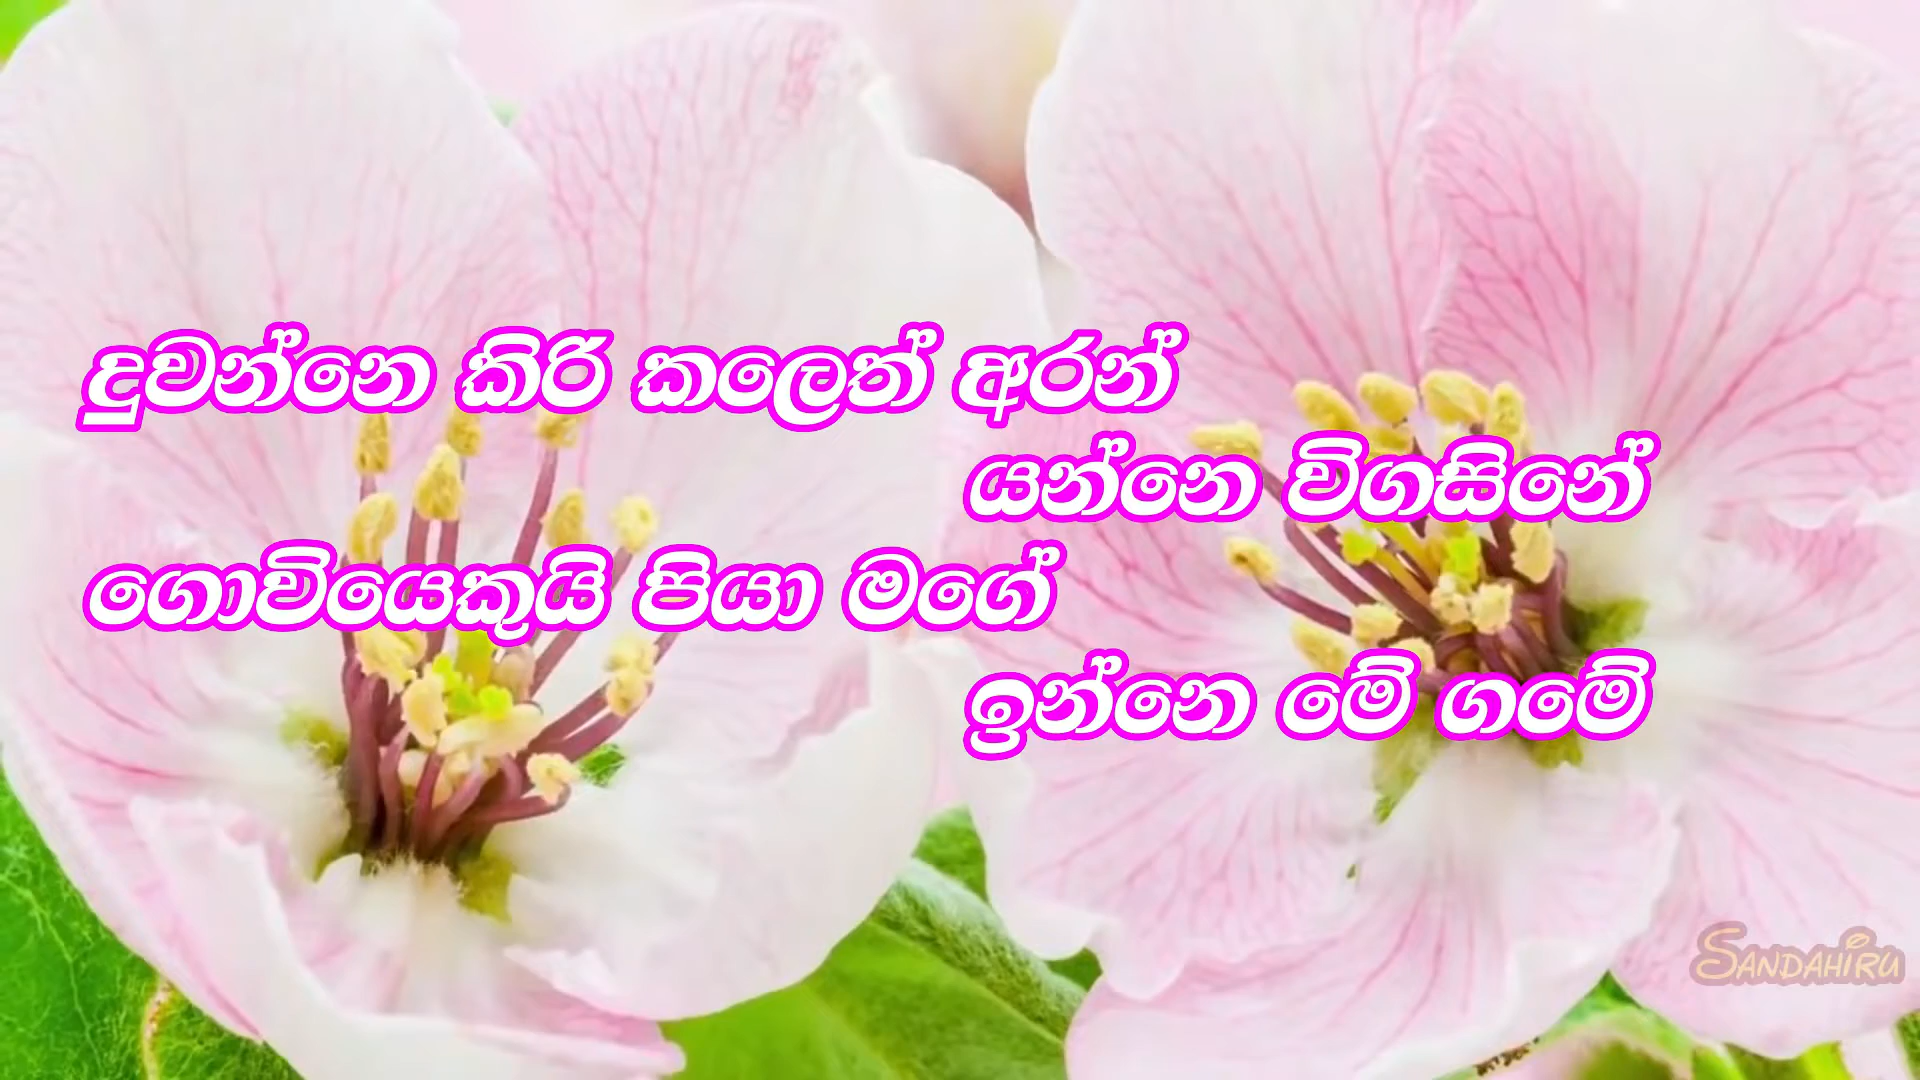 දුවන්නෙ කිරි කලෙත් අරන්
යන්නෙ විගසිනේ
ගොවියෙකුයි පියා මගේ
ඉන්නෙ මේ ගමේ
SANDAHIRU